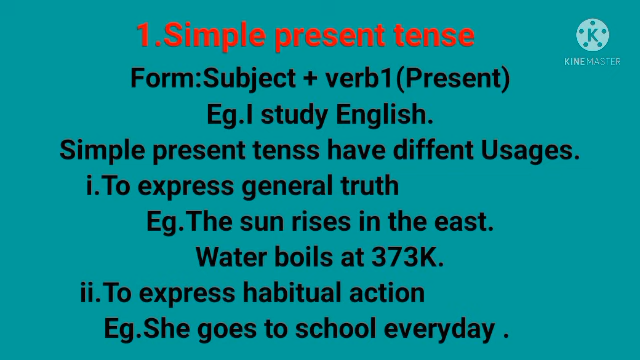 1.Simple present tense
KINEMASTER
Form:Subject + verb1(Present)
Eg.I study English.
Simple present tenss have diffent Usages.
i.To express general truth
Eg.The sun rises in the east.
Water boils at 373K.
ii.To express habitual action
Eg.She goes to school everyday .